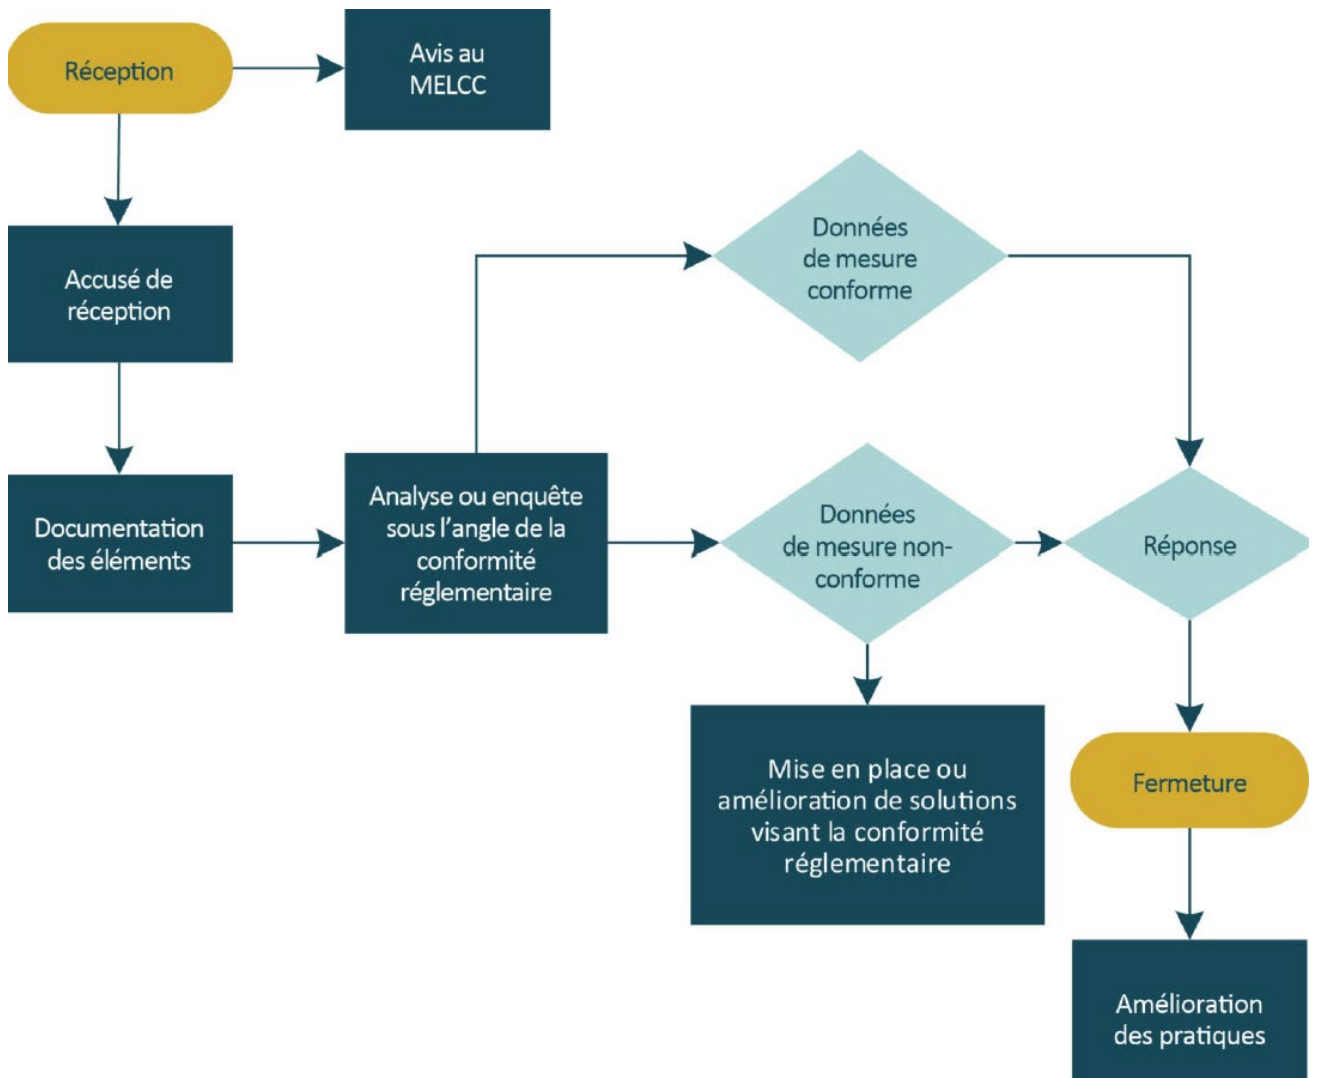 Réception
Avis au
MELCC
Accusé de
réception
Documentation
des éléments
Analyse ou enquête
sous l'angle de la
conformité
réglementaire
Données
de mesure
conforme
Données
de mesure non-
conforme
Réponse
Mise en place ou
amélioration de solutions
visant la conformité
réglementaire
Fermeture
Amélioration
des pratiques